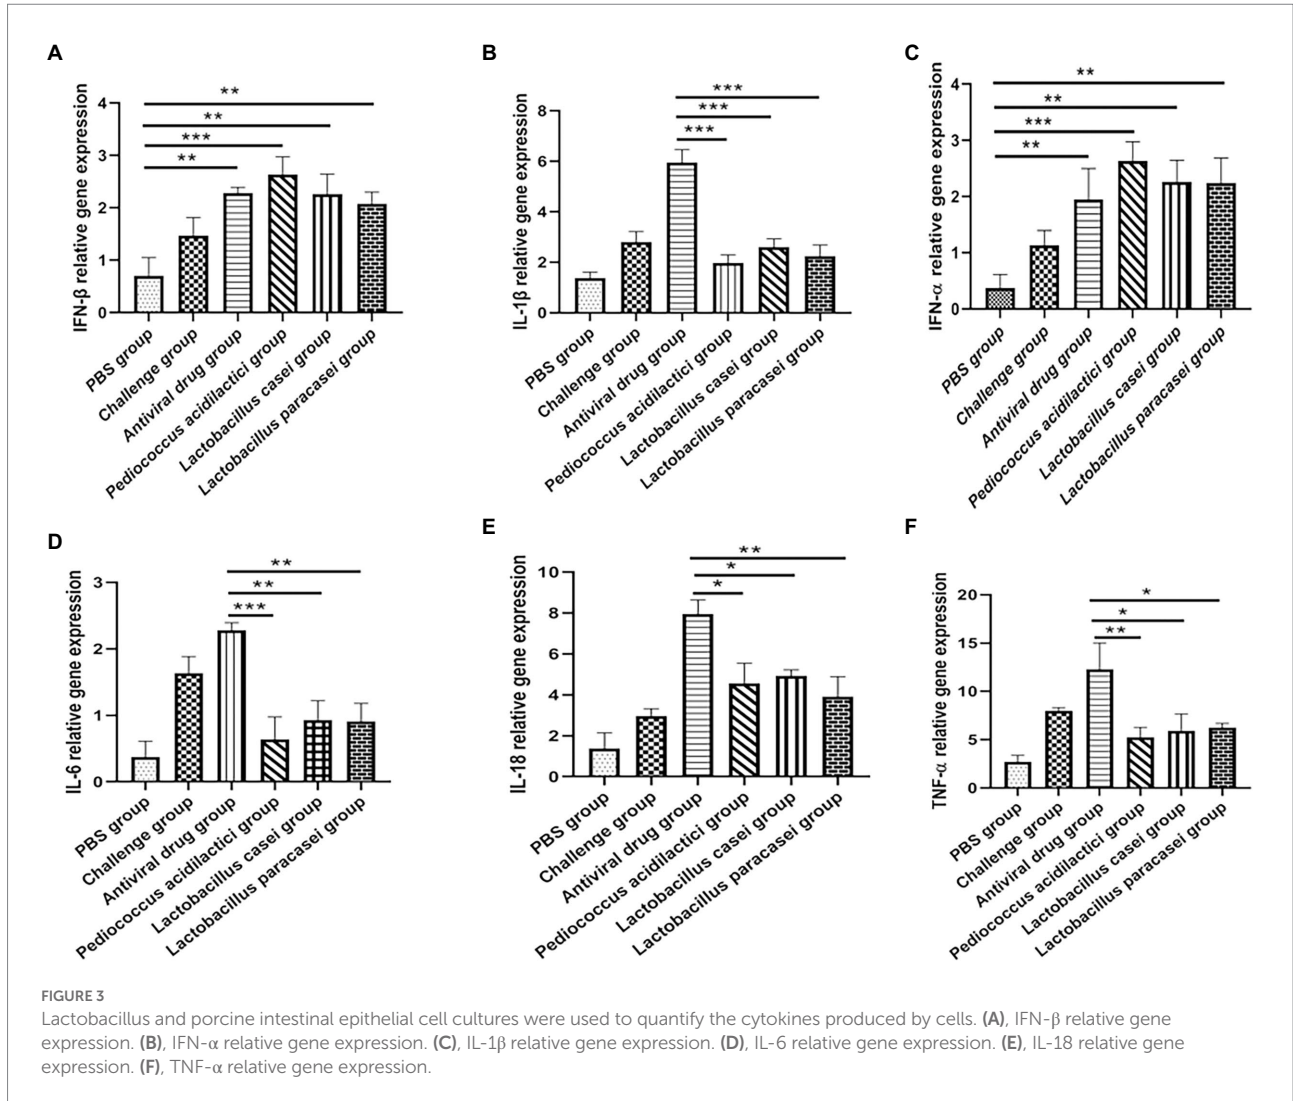 A
IFN-β relative gene expression
4
3
2
1
0
**
**
***
**
PBS group
Challenge group
Antiviral drug group
Pediococcus acidilactici group
Lactobacillus casei group
Lactobacillus paracasei group
B
IL-1β relative gene expression
8
6
4
2
0
***
***
***
PBS group
Challenge group
Antiviral drug group
Pediococcus acidilactici group
Lactobacillus casei group
Lactobacillus paracasei group
C
IFN-α relative gene expression
4
3
2
1
0
**
**
***
**
PBS group
Challenge group
Antiviral drug group
Pediococcus acidilactici group
Lactobacillus casei group
Lactobacillus paracasei group
D
IL-6 relative gene expression
3
2
1
0
**
**
***
PBS group
Challenge group
Antiviral drug group
Pediococcus acidilactici group
Lactobacillus casei group
Lactobacillus paracasei group
E
IL-18 relative gene expression
10
8
6
4
2
0
**
*
*
PBS group
Challenge group
Antiviral drug group
Pediococcus acidilactici group
Lactobacillus casei group
Lactobacillus paracasei group
F
TNF-α relative gene expression
20
15
10
5
0
*
*
**
PBS group
Challenge group
Antiviral drug group
Pediococcus acidilactici group
Lactobacillus casei group
Lactobacillus paracasei group
FIGURE 3
Lactobacillus and porcine intestinal epithelial cell cultures were used to quantify the cytokines produced by cells. (A), IFN-β relative gene
expression. (B), IFN-α relative gene expression. (C), IL-1β relative gene expression. (D), IL-6 relative gene expression. (E), IL-18 relative gene
expression. (F), TNF-α relative gene expression.